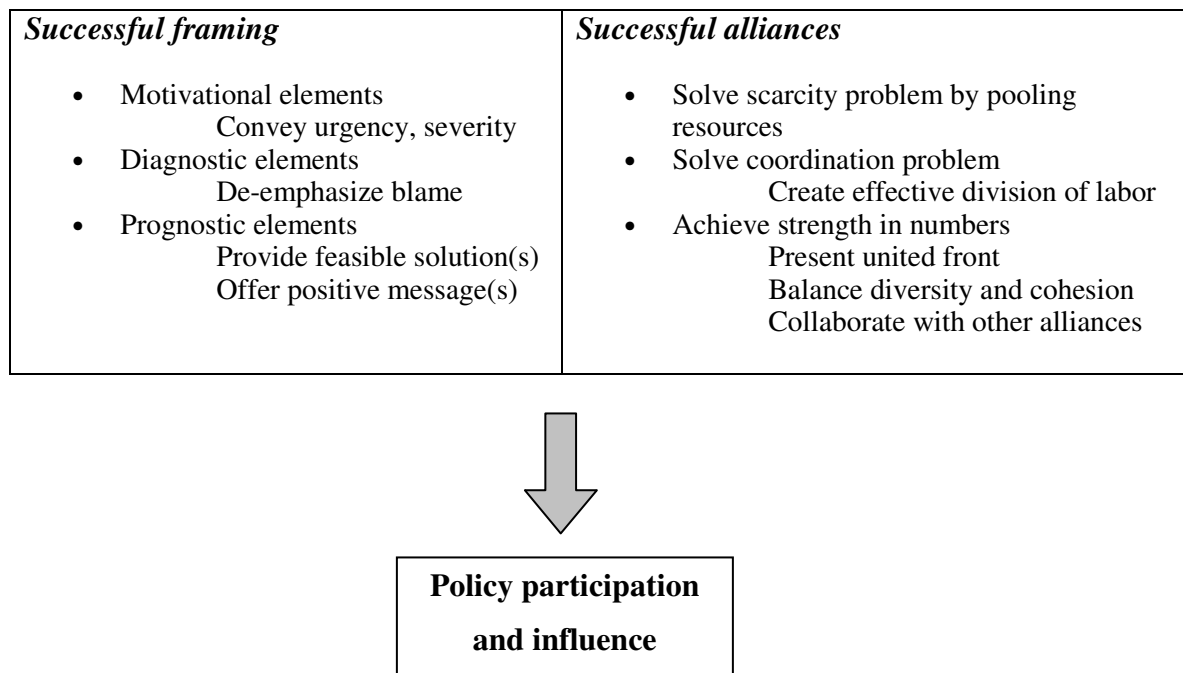 Successful framing
• Motivational elements
Convey urgency, severity
• Diagnostic elements
De-emphasize blame
• Prognostic elements
Provide feasible solution(s)
Offer positive message(s)
Successful alliances
• Solve scarcity problem by pooling
resources
• Solve coordination problem
Create effective division of labor
• Achieve strength in numbers
Present united front
Balance diversity and cohesion
Collaborate with other alliances
Policy participation
and influence